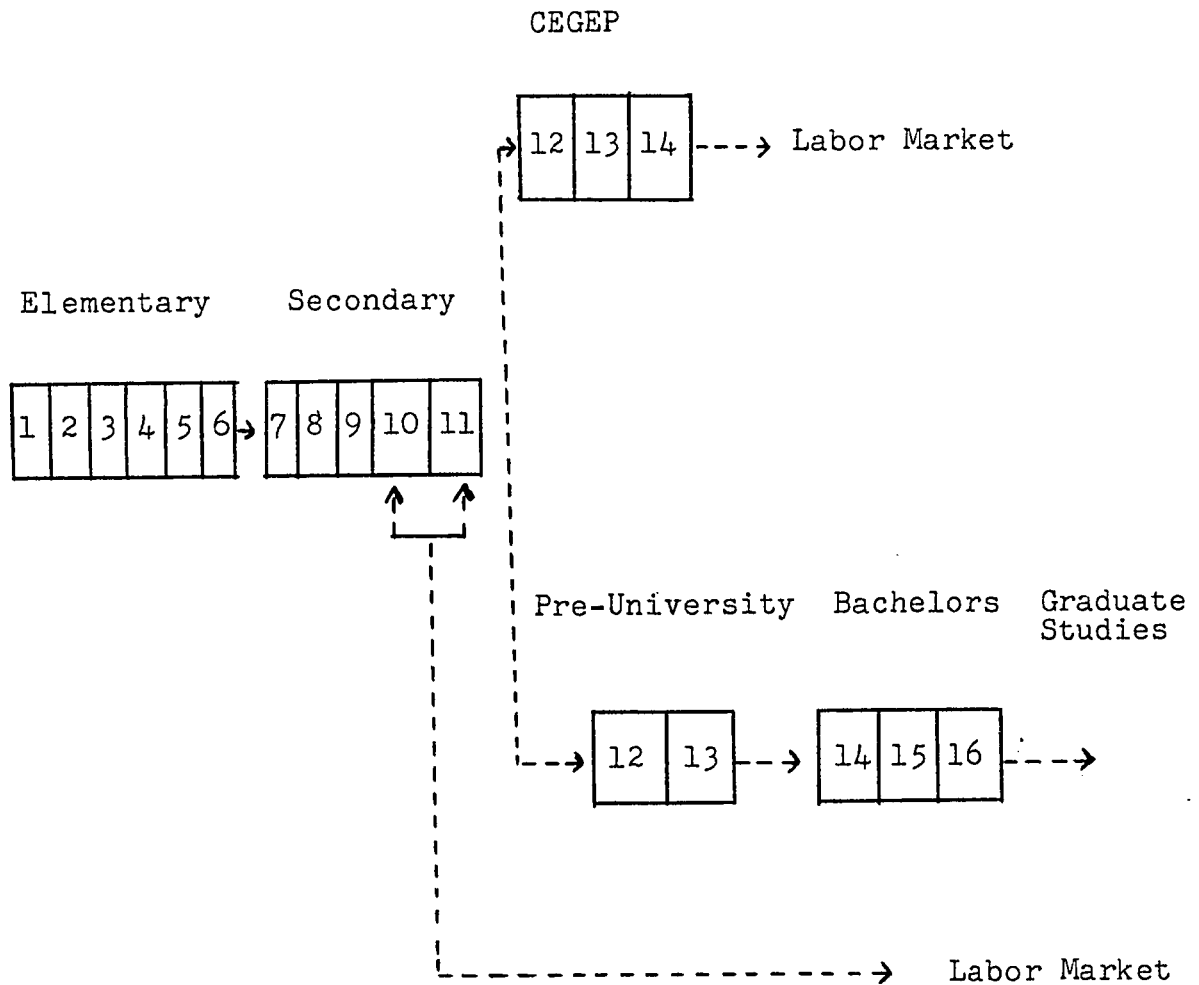 CEGEP
12 13 14 Labor Market
Elementary Secondary
1 2 3 4 5 6 7 8 9 10 11
Pre-University Bachelors Graduate
Studies
12 13 14 15 16
Labor Market